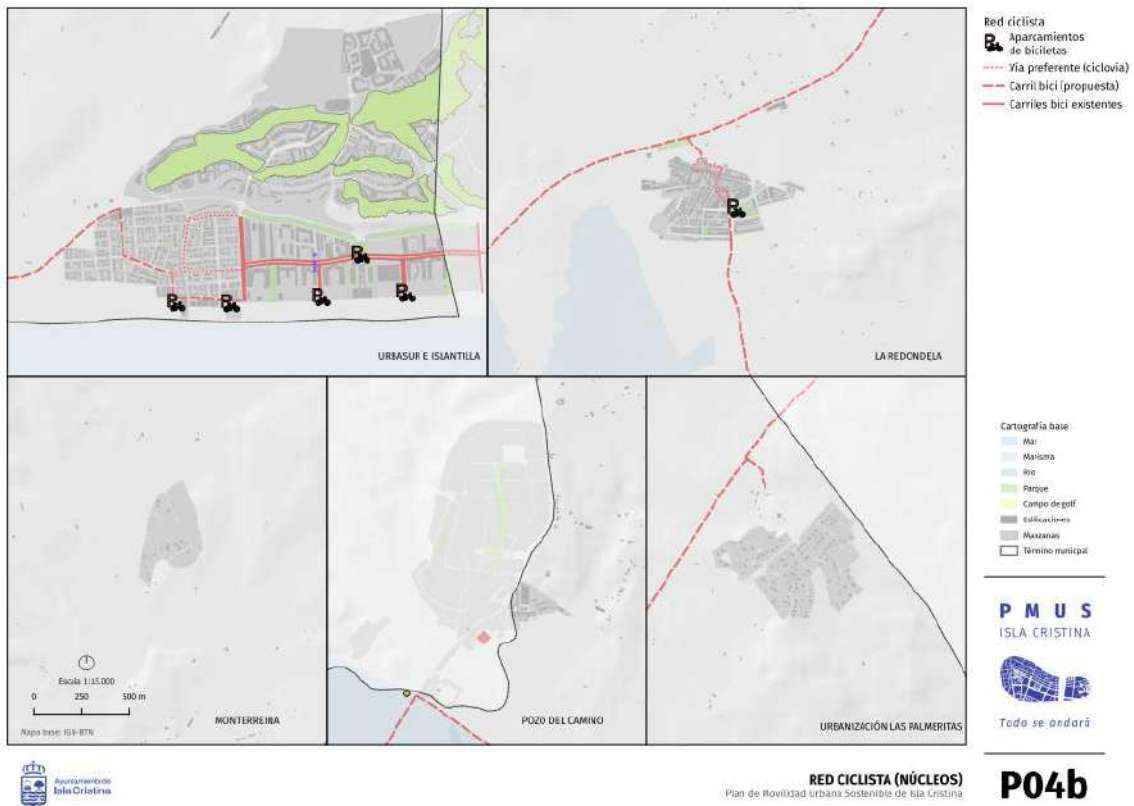 Red ciclista
Aparcamientos
de bicicletas
Vía preferente (ciclovía)
Carril bici (propuesta)
Carriles bici existentes
URBASUR E ISLANTILLA
LA REDONDELA
Cartografía base
Mar
Marisma
Río
Parque
Campo de golf
Edificaciones
Manzanas
Término municpal
Escala 1:15.000
0 250 500 m
Mapa base: IGN-BTN
MONTERREINA
POZO DEL CAMINO
URBANIZACIÓN LAS PALMERITAS
PMUS
ISLA CRISTINA
Todo se andará
Ayuntamiento de
Isla Cristina
RED CICLISTA (NÚCLEOS)
Plan de Movilidad Urbana Sostenible de Isla Cristina
P04b